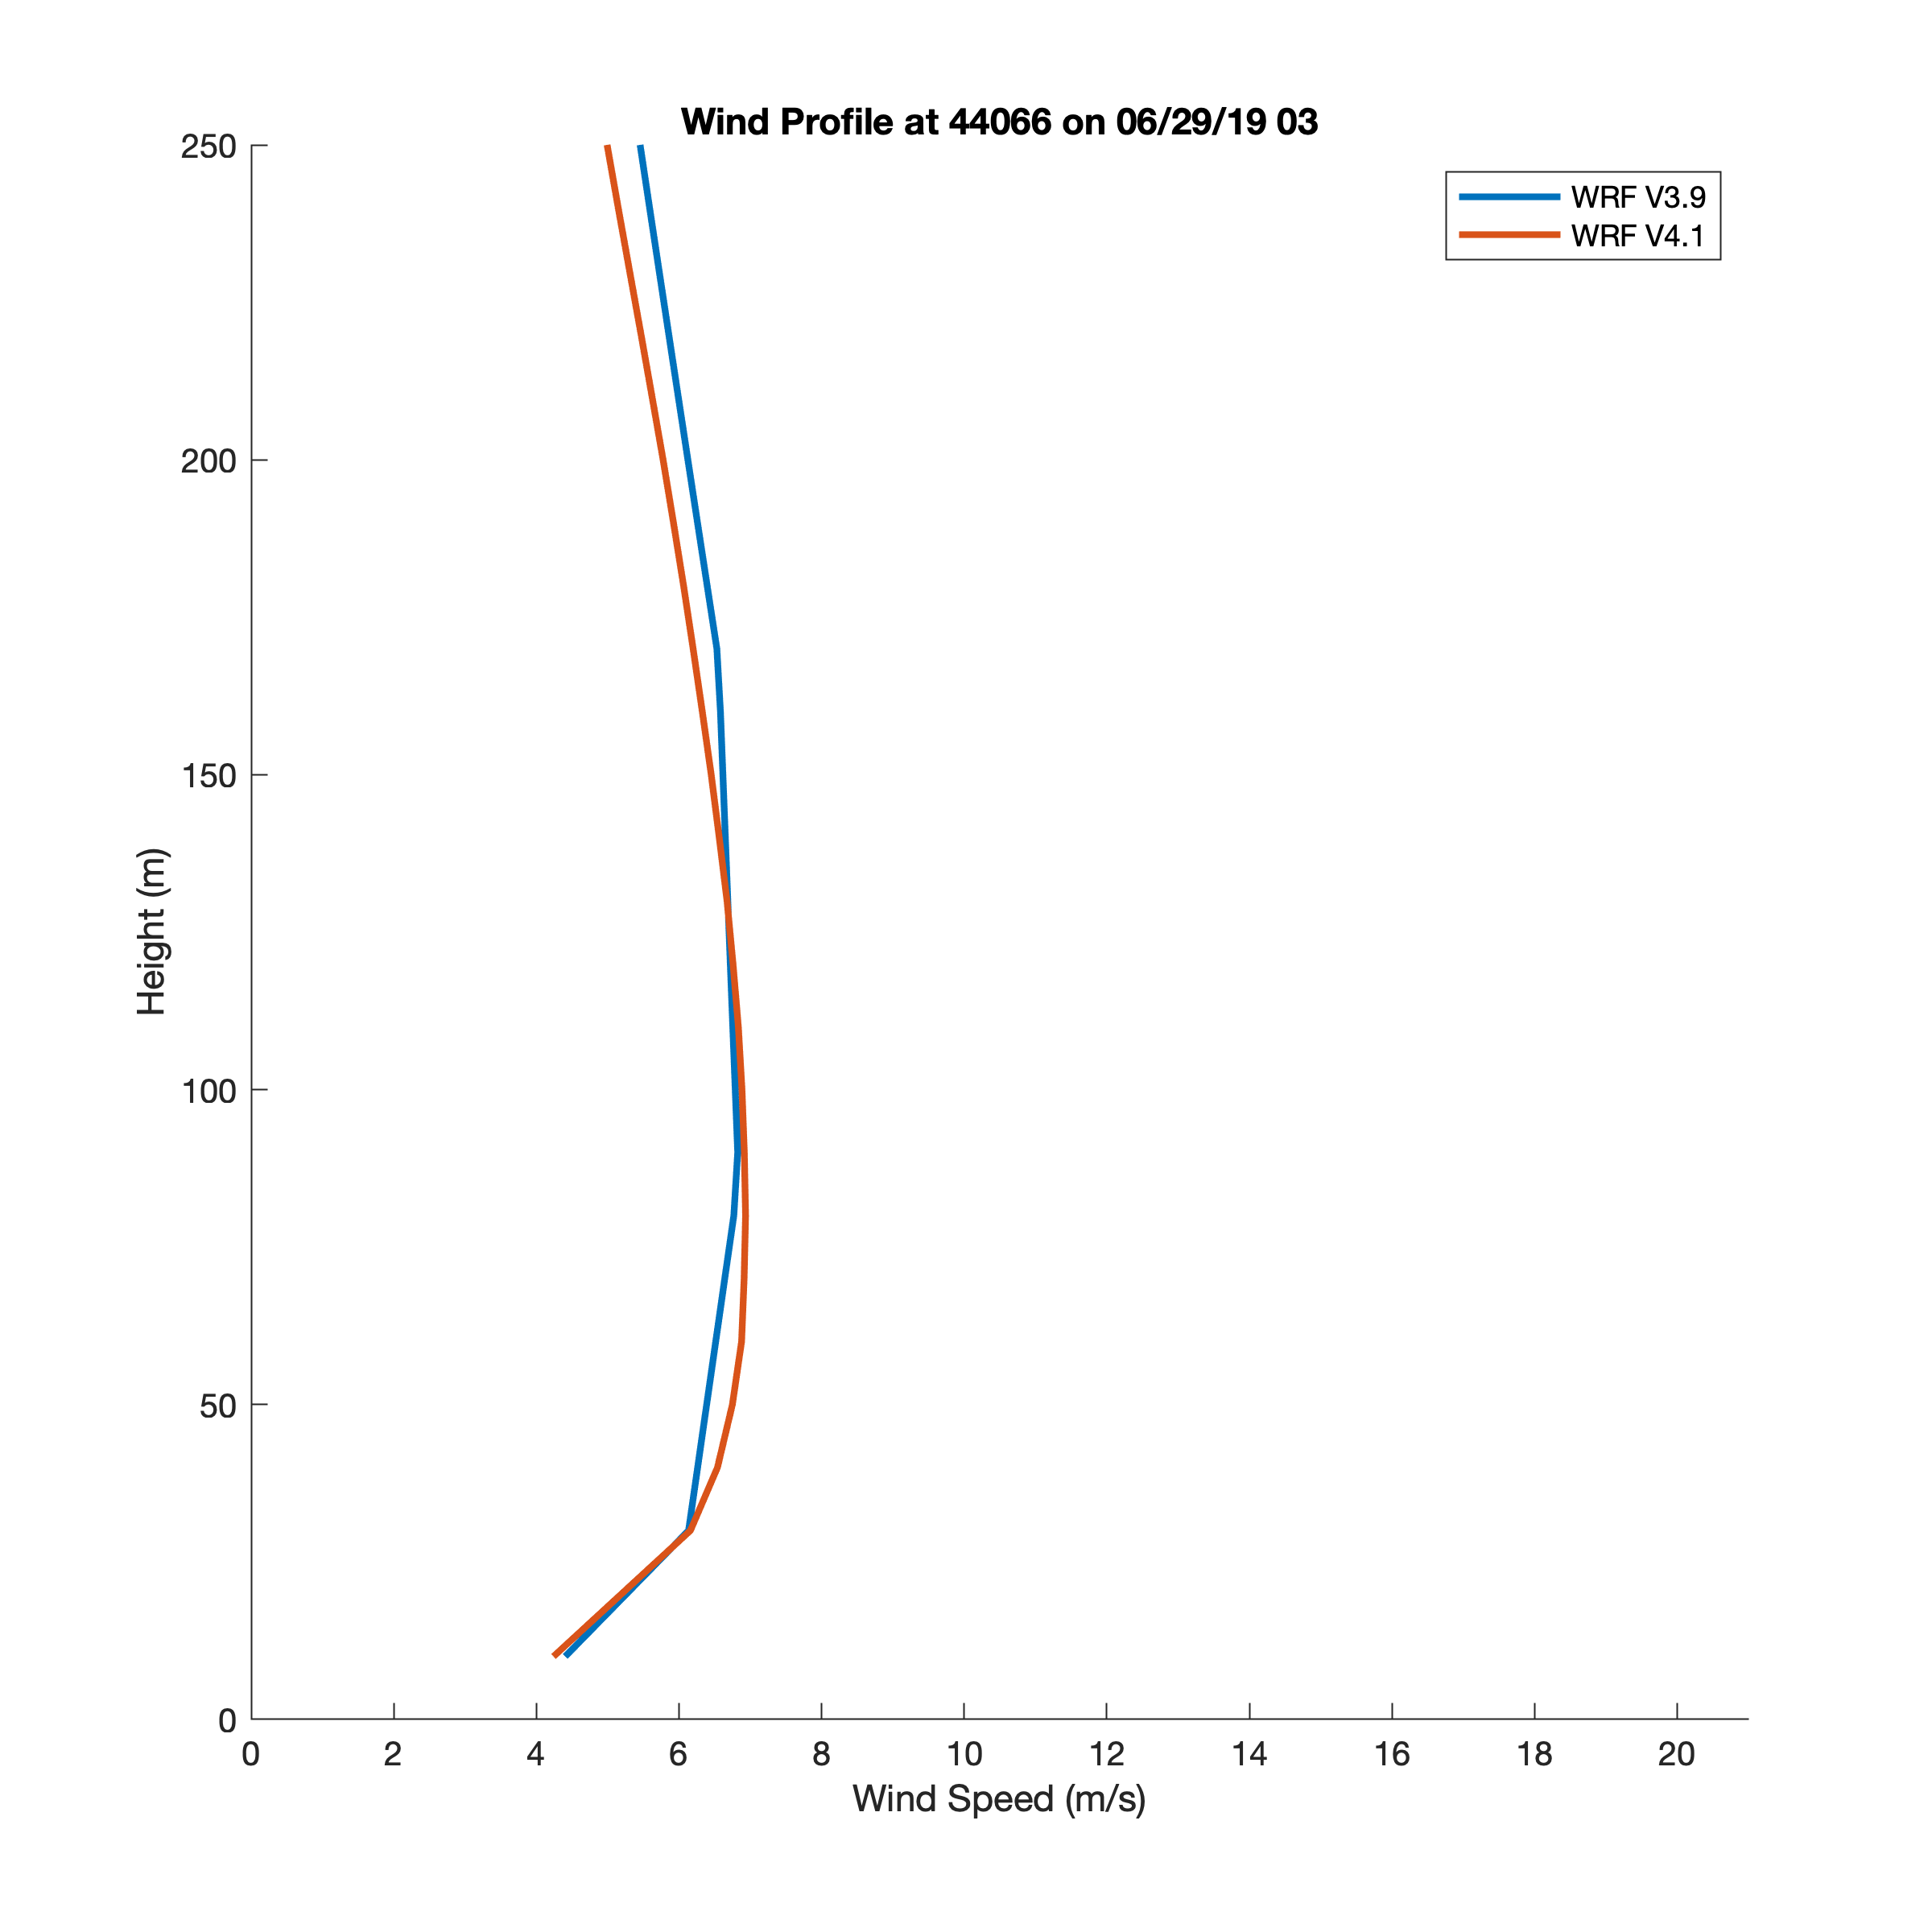 Wind Profile at 44066 on 06/29/19 03
WRF V3.9
WRF V4.1
250
200
150
100
50
0
Height (m)
0 2 4 6 8 10 12 14 16 18 20
Wind Speed (m/s)